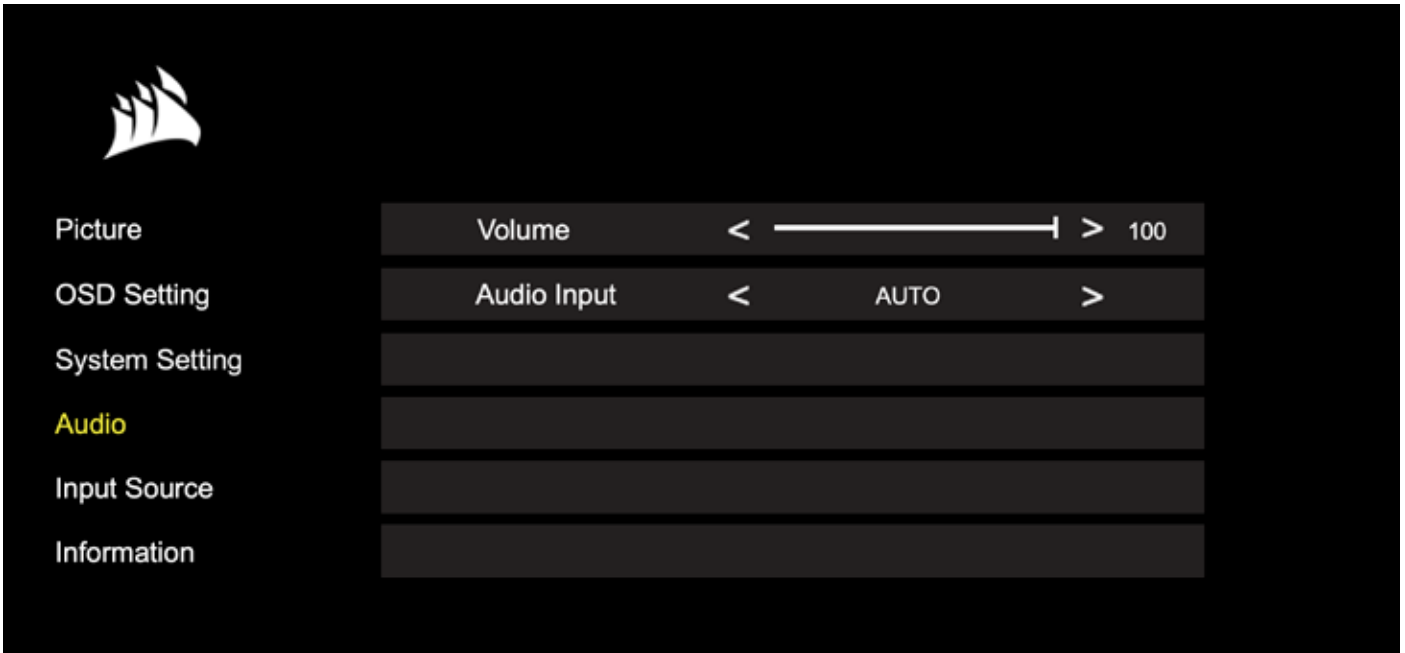 Picture Volume < > 100
OSD Setting Audio Input < AUTO >
System Setting
Audio
Input Source
Information